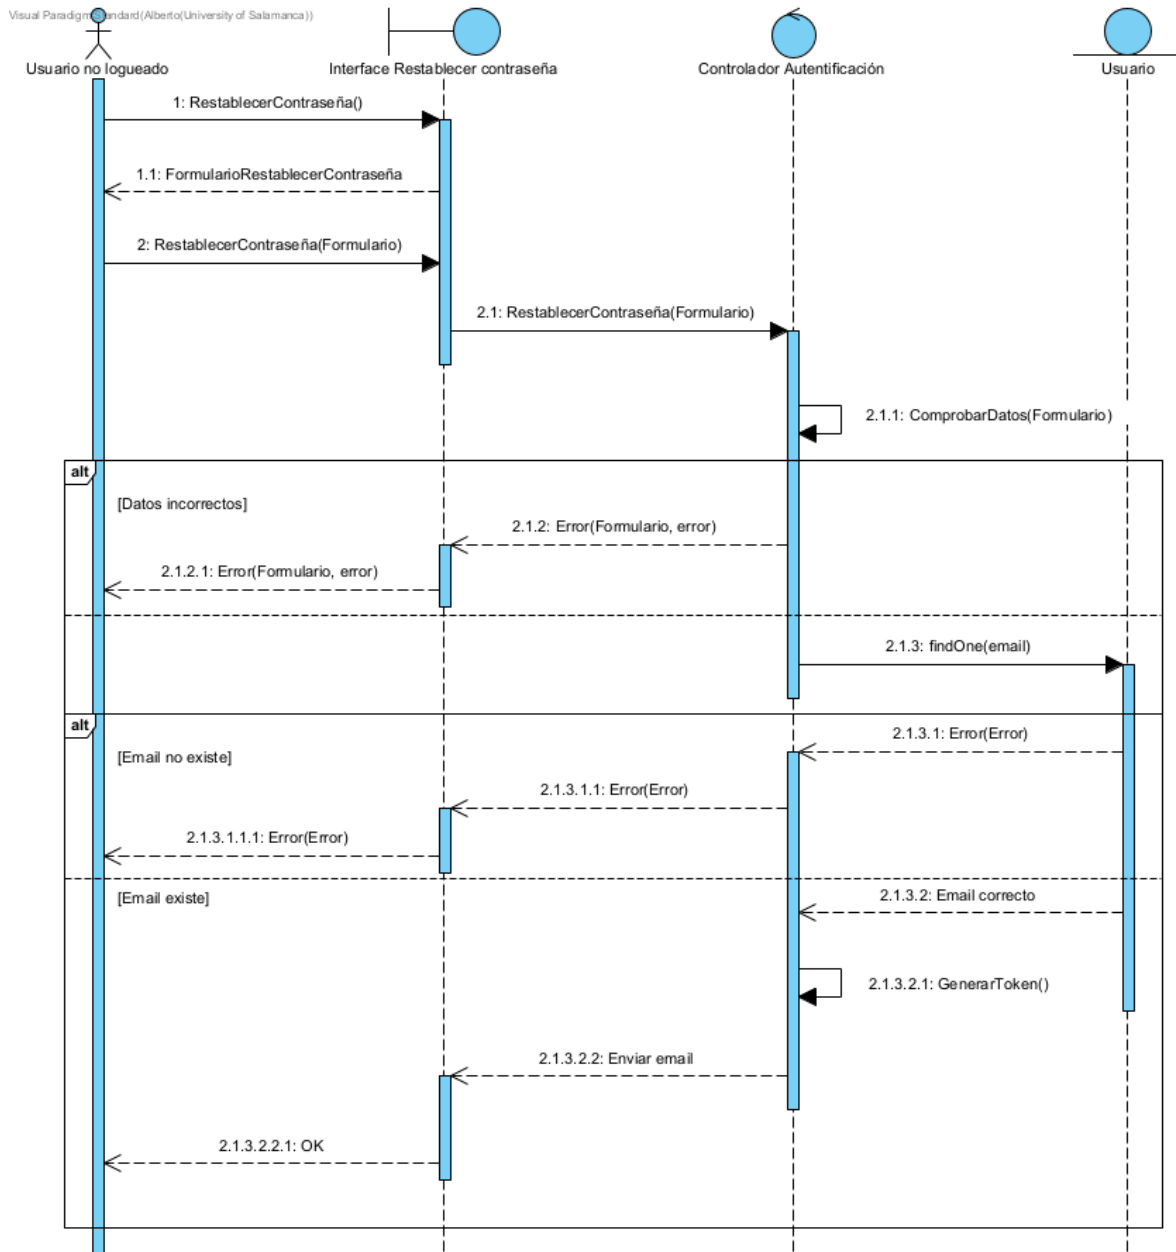 Visual Paradigm Standard(Alberto(University of Salamanca))
Usuario no logueado
Interface Restablecer contraseña
Controlador Autentificación
Usuario
1: RestablecerContraseña()
1.1: FormularioRestablecerContraseña
2: RestablecerContraseña(Formulario)
2.1: RestablecerContraseña(Formulario)
2.1.1: ComprobarDatos(Formulario)
alt
[Datos incorrectos]
2.1.2: Error(Formulario, error)
2.1.2.1: Error(Formulario, error)
2.1.3: findOne(email)
alt
[Email no existe]
2.1.3.1: Error(Error)
2.1.3.1.1: Error(Error)
2.1.3.1.1.1: Error(Error)
[Email existe]
2.1.3.2: Email correcto
2.1.3.2.1: GenerarToken()
2.1.3.2.2: Enviar email
2.1.3.2.2.1: OK